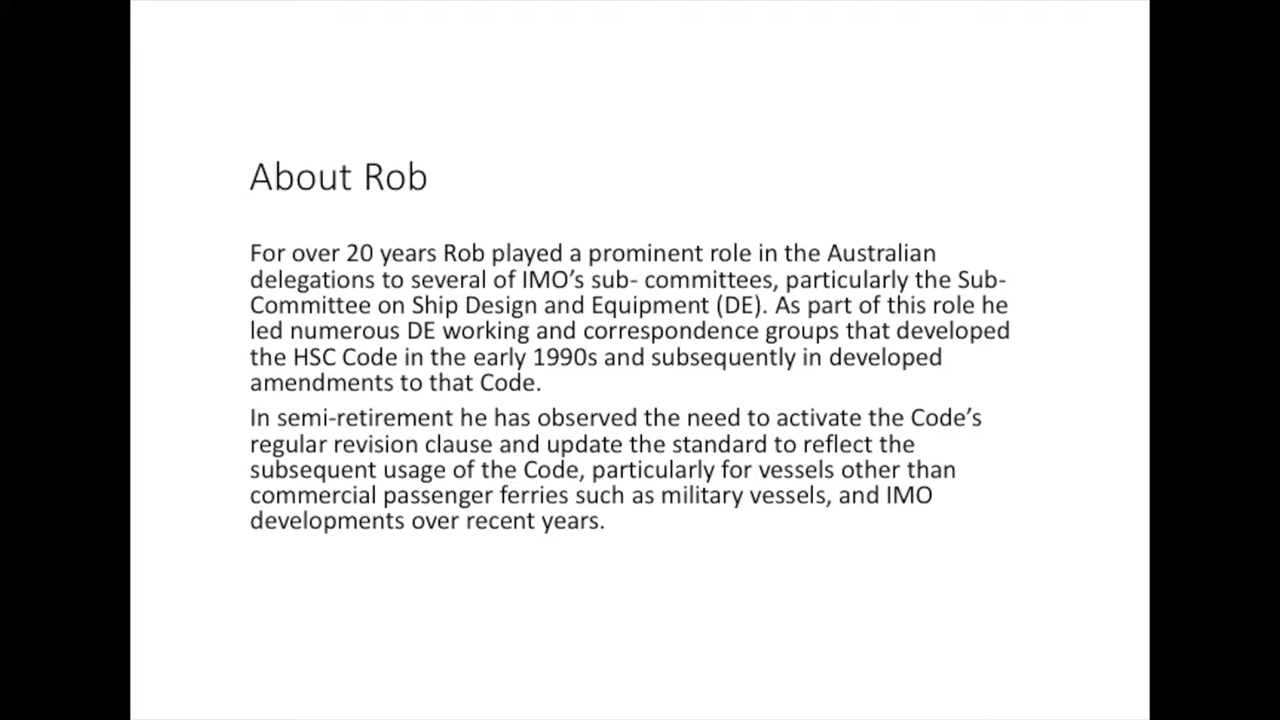 About Rob
For over 20 years Rob played a prominent role in the Australian
delegations to several of IMO’s sub- committees, particularly the Sub-
Committee on Ship Design and Equipment (DE). As part of this role he
led numerous DE working and correspondence groups that developed
the HSC Code in the early 1990s and subsequently in developed
amendments to that Code.
In semi-retirement he has observed the need to activate the Code’s
regular revision clause and update the standard to reflect the
subsequent usage of the Code, particularly for vessels other than
commercial passenger ferries such as military vessels, and IMO
developments over recent years.